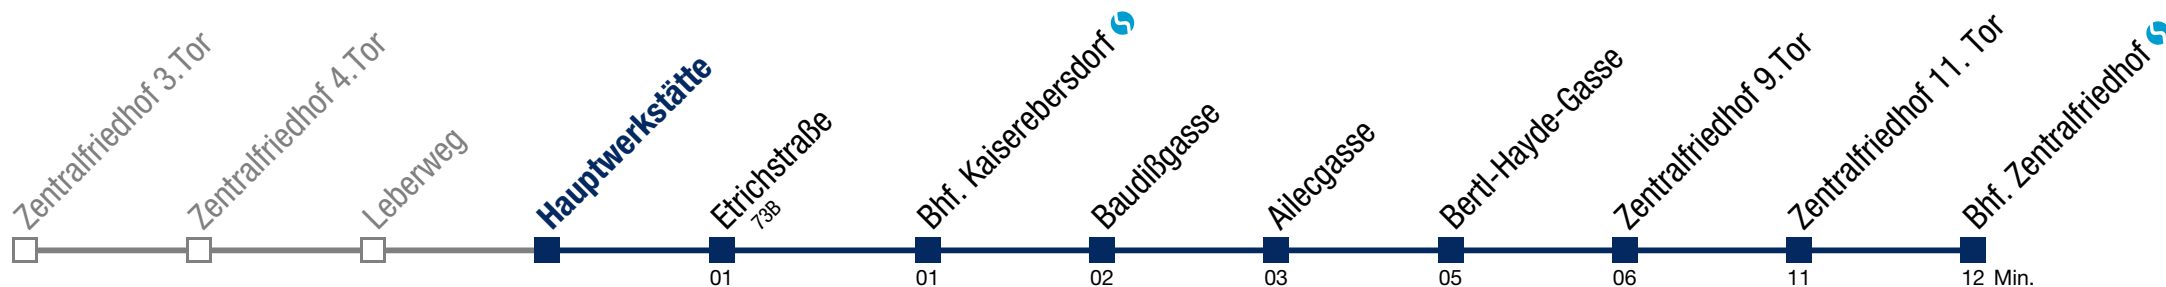 Zentralfriedhof 3.Tor
Zentralfriedhof 4.Tor
Leberweg
Hauptwerkstätte
Etrichstraße
73B
Bhf. Kaiserebersdorf
Baudißgasse
Ailecgasse
Bertl-Hayde-Gasse
Zentralfriedhof 9.Tor
Zentralfriedhof 11. Tor
Bhf. Zentralfriedhof
01 01 02 03 05 06 11 12 Min.